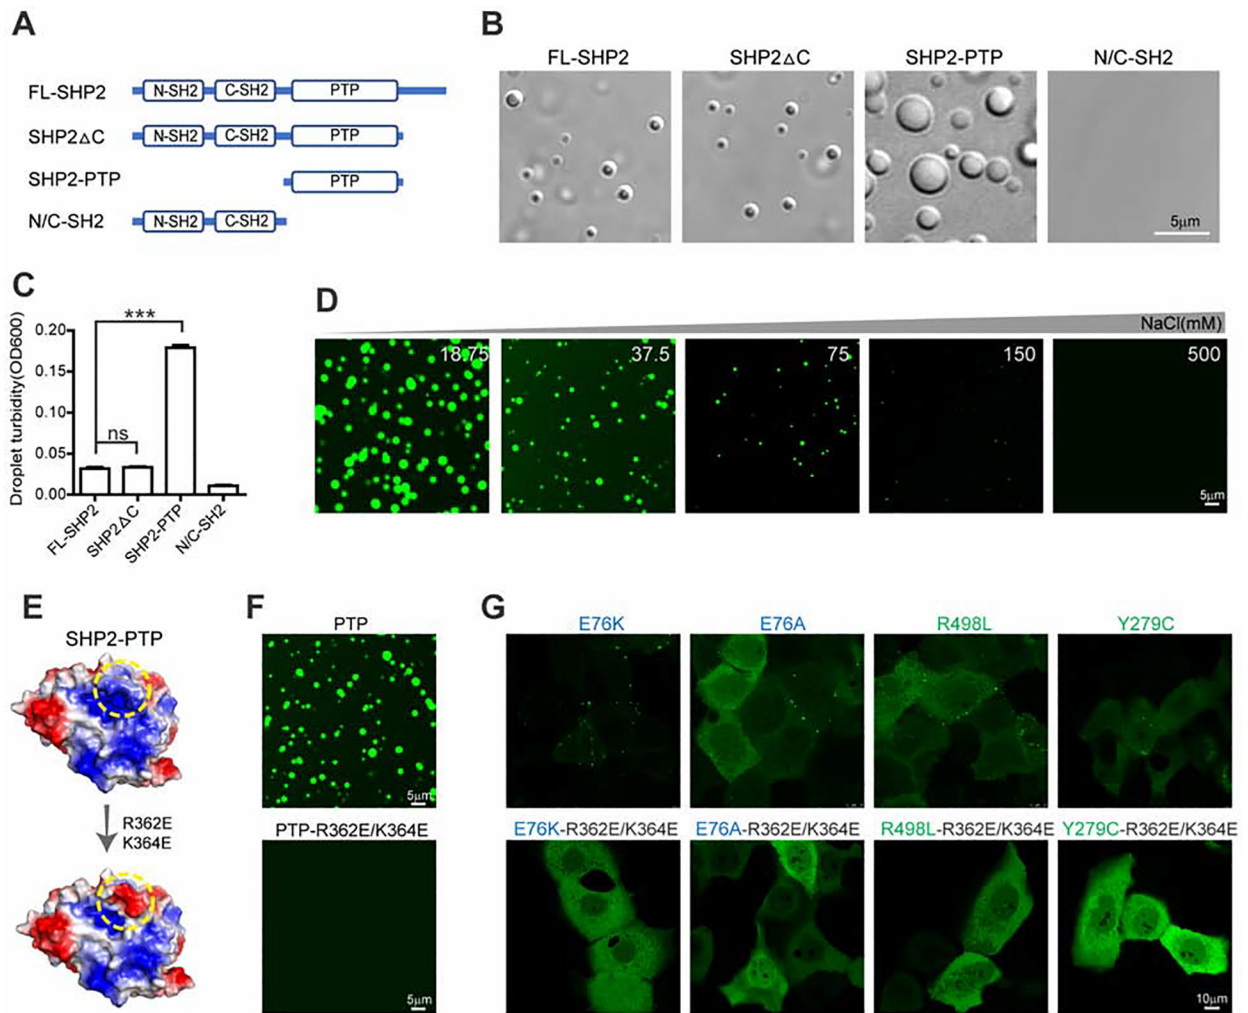 A
FL-SHP2
N-SH2
C-SH2
PTP
SHP2△C
N-SH2
C-SH2
PTP
SHP2-PTP
PTP
N/C-SH2
N-SH2
C-SH2
B
FL-SHP2
SHP2△C
SHP2-PTP
N/C-SH2
5μm
C
Droplet turbidity(OD600)
0.20
0.15
0.10
0.05
0.00
***
ns
FL-SHP2
SHP2△C
SHP2-PTP
N/C-SH2
D
NaCl(mM)
18.75
37.5
75
150
500
5μm
E
SHP2-PTP
R362E
K364E
F
PTP
5μm
PTP-R362E/K364E
5μm
G
E76K
E76A
R498L
Y279C
E76K-R362E/K364E
E76A-R362E/K364E
R498L-R362E/K364E
Y279C-R362E/K364E
10μm